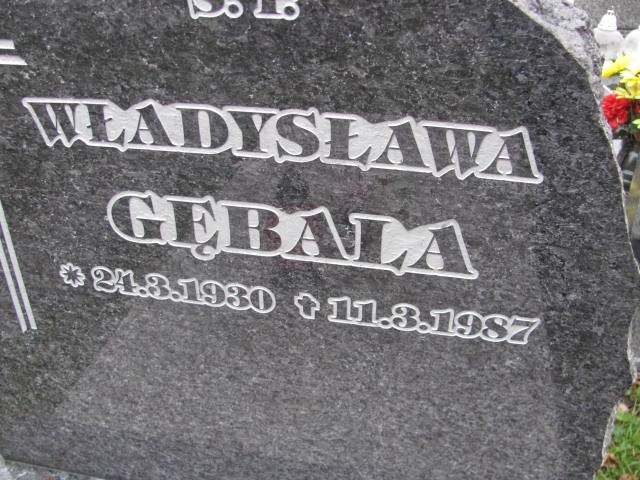 Ś.P.
WŁADYSŁAWA
GĘBALA
* 24.3.1930 ✝ 11.3.1987